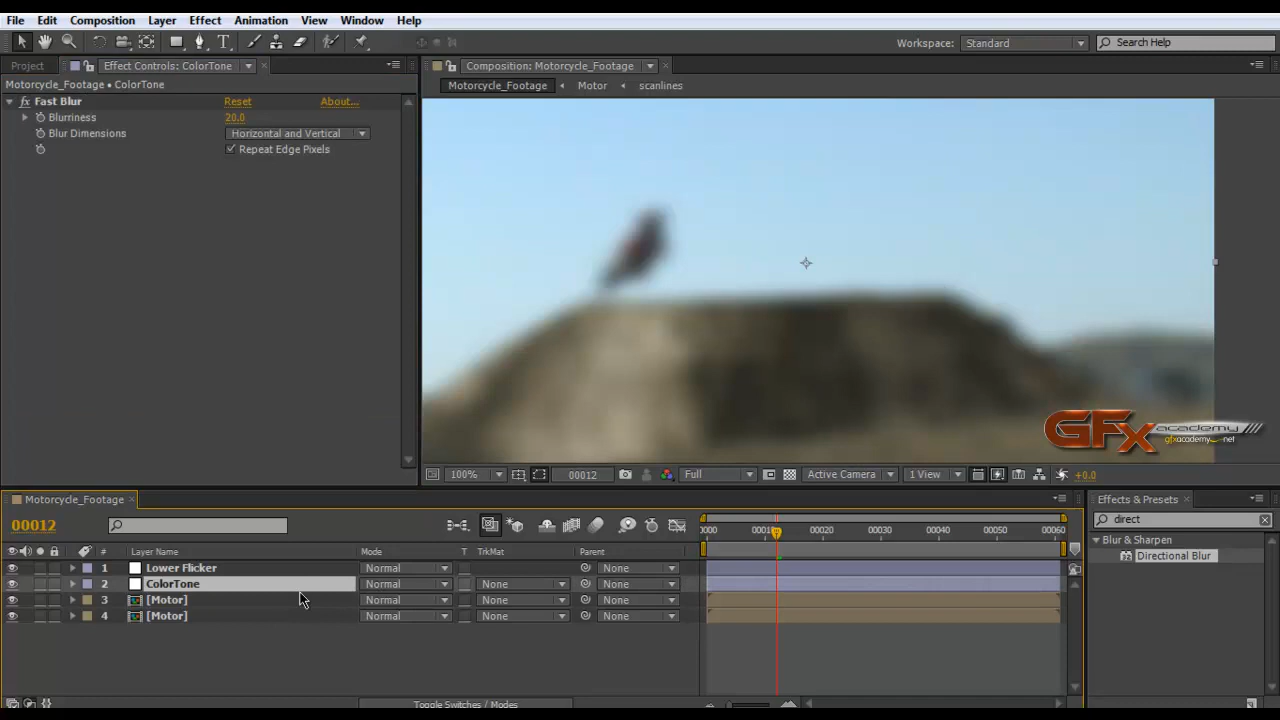 File Edit Composition Layer Effect Animation View Window Help
Workspace: Standard Search Help
Project Effect Controls: ColorTone
Composition: Motorcycle_Footage
Motorcycle_Footage • ColorTone
Motorcycle_Footage Motor scanlines
fx Fast Blur Reset About...
Blurriness 20.0
Blur Dimensions Horizontal and Vertical
Repeat Edge Pixels
GFx academy
gfxacademy.net
100% 00012 Full Active Camera 1 View +0.0
Motorcycle_Footage
Effects & Presets
00012
0000 00010 00020 00030 00040 00050 00060
direct
Blur & Sharpen
Directional Blur
# Layer Name Mode T TrkMat Parent
1 Lower Flicker Normal None
2 ColorTone Normal None None
3 [Motor] Normal None None
4 [Motor] Normal None None
Toggle Switches / Modes